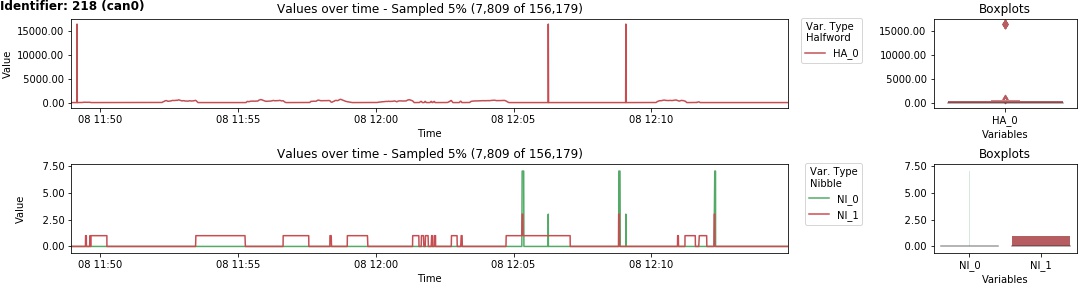 Identifier: 218 (can0)
Values over time - Sampled 5% (7,809 of 156,179)
Value
15000.00
10000.00
5000.00
0.00
08 11:50
08 11:55
08 12:00
08 12:05
08 12:10
Time
Var. Type
Halfword
HA_0
Boxplots
15000.00
10000.00
5000.00
0.00
HA_0
Variables
Values over time - Sampled 5% (7,809 of 156,179)
Value
7.50
5.00
2.50
0.00
08 11:50
08 11:55
08 12:00
08 12:05
08 12:10
Time
Var. Type
Nibble
NI_0
NI_1
Boxplots
7.50
5.00
2.50
0.00
NI_0
NI_1
Variables